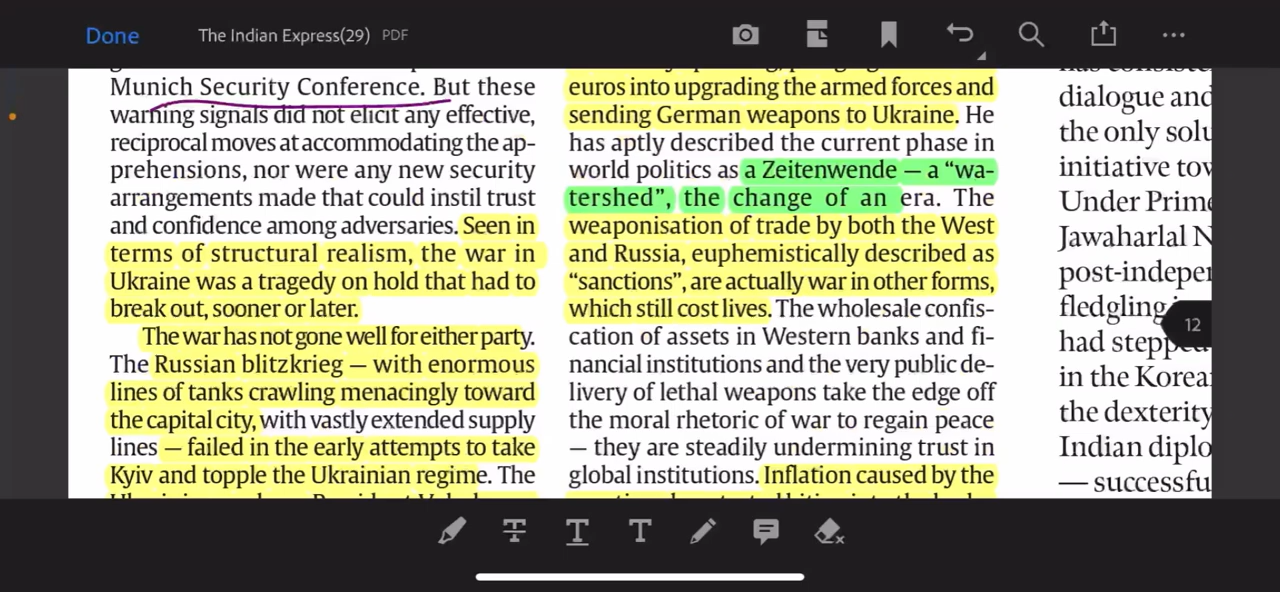 Done
The Indian Express(29) PDF
Munich Security Conference. But these
warning signals did not elicit any effective,
reciprocal moves at accommodating the ap-
prehensions, nor were any new security
arrangements made that could instil trust
and confidence among adversaries. Seen in
terms of structural realism, the war in
Ukraine was a tragedy on hold that had to
break out, sooner or later.
The war has not gone well for either party.
The Russian blitzkrieg — with enormous
lines of tanks crawling menacingly toward
the capital city, with vastly extended supply
lines — failed in the early attempts to take
Kyiv and topple the Ukrainian regime. The
euros into upgrading the armed forces and
sending German weapons to Ukraine. He
has aptly described the current phase in
world politics as a Zeitenwende — a “wa-
tershed”, the change of an era. The
weaponisation of trade by both the West
and Russia, euphemistically described as
“sanctions”, are actually war in other forms,
which still cost lives. The wholesale confis-
cation of assets in Western banks and fi-
nancial institutions and the very public de-
livery of lethal weapons take the edge off
the moral rhetoric of war to regain peace
— they are steadily undermining trust in
global institutions. Inflation caused by the
dialogue and
the only solu
initiative tow
Under Prime
Jawaharlal N
post-indepen
fledgling
had stepped
in the Korea
the dexterity
Indian diplo
— successfu
12